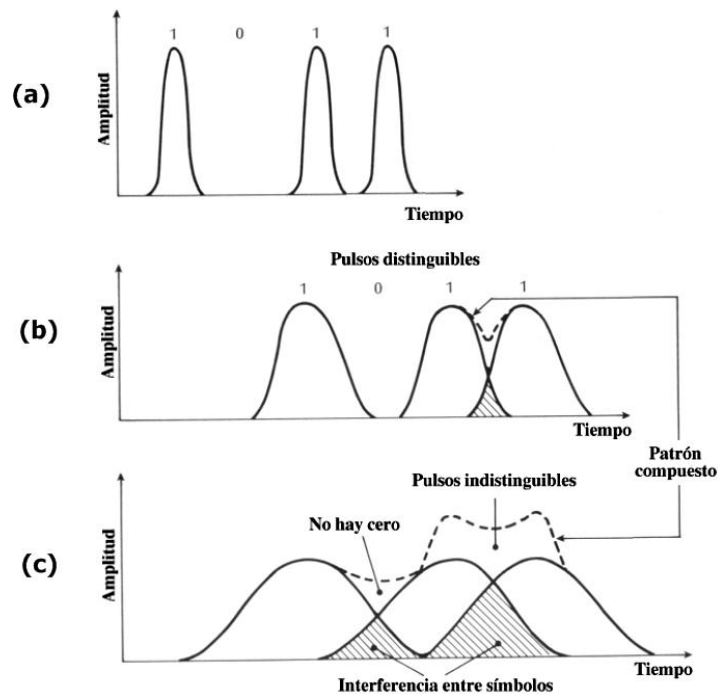 1 0 1 1
(a)
Amplitud
Tiempo
Pulsos distinguibles
1 0 1 1
(b)
Amplitud
Tiempo
Patrón
compuesto
Pulsos indistinguibles
No hay cero
(c)
Amplitud
Tiempo
Interferencia entre símbolos